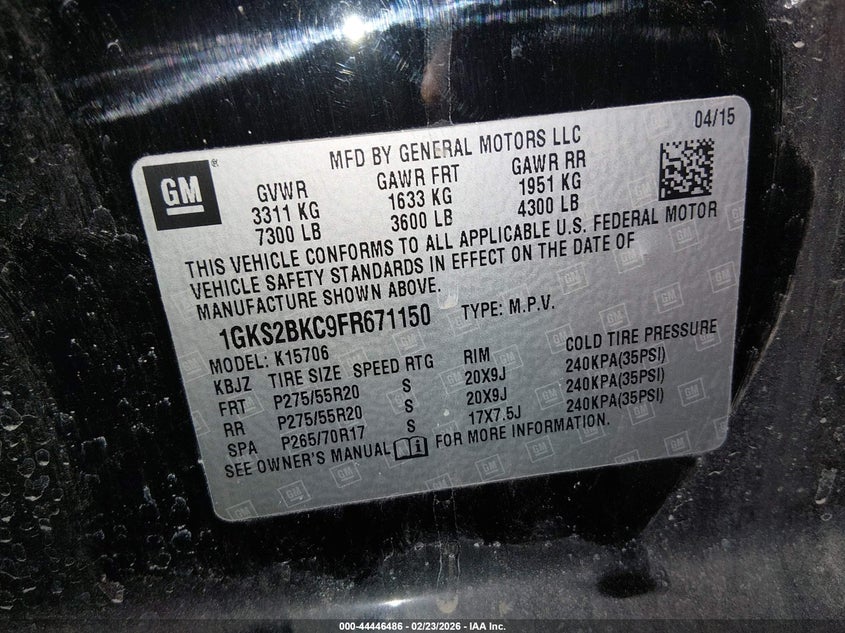 04/15
MFD BY GENERAL MOTORS LLC
GM
GVWR GAWR FRT GAWR RR
3311 KG 1633 KG 1951 KG
7300 LB 3600 LB 4300 LB
THIS VEHICLE CONFORMS TO ALL APPLICABLE U.S. FEDERAL MOTOR
VEHICLE SAFETY STANDARDS IN EFFECT ON THE DATE OF
MANUFACTURE SHOWN ABOVE.
1GKS2BKC9FR671150 TYPE: M.P.V.
MODEL: K15706
KBJZ TIRE SIZE SPEED RTG RIM COLD TIRE PRESSURE
FRT P275/55R20 S 20X9J 240KPA(35PSI)
RR P275/55R20 S 20X9J 240KPA(35PSI)
SPA P265/70R17 S 17X7.5J 240KPA(35PSI)
SEE OWNER'S MANUAL FOR MORE INFORMATION.
000-44446486 - 02/23/2026 - IAA Inc.